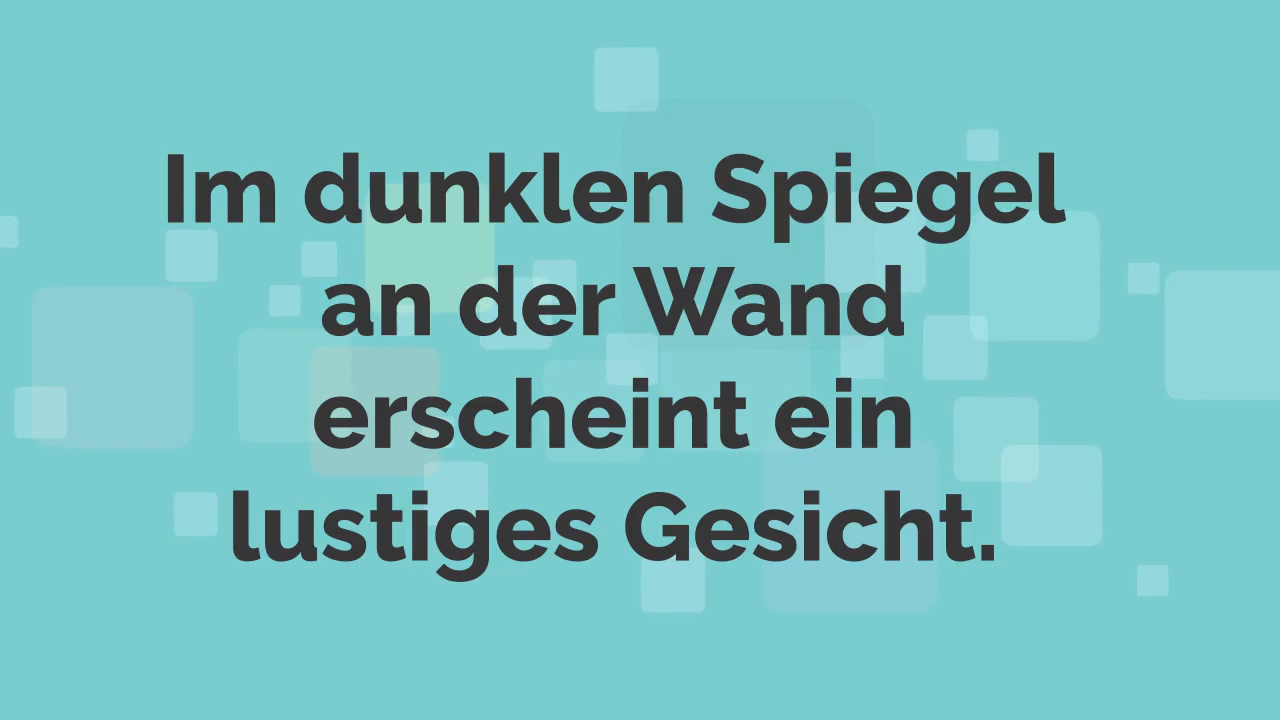 Im dunklen Spiegel
an der Wand
erscheint ein
lustiges Gesicht.